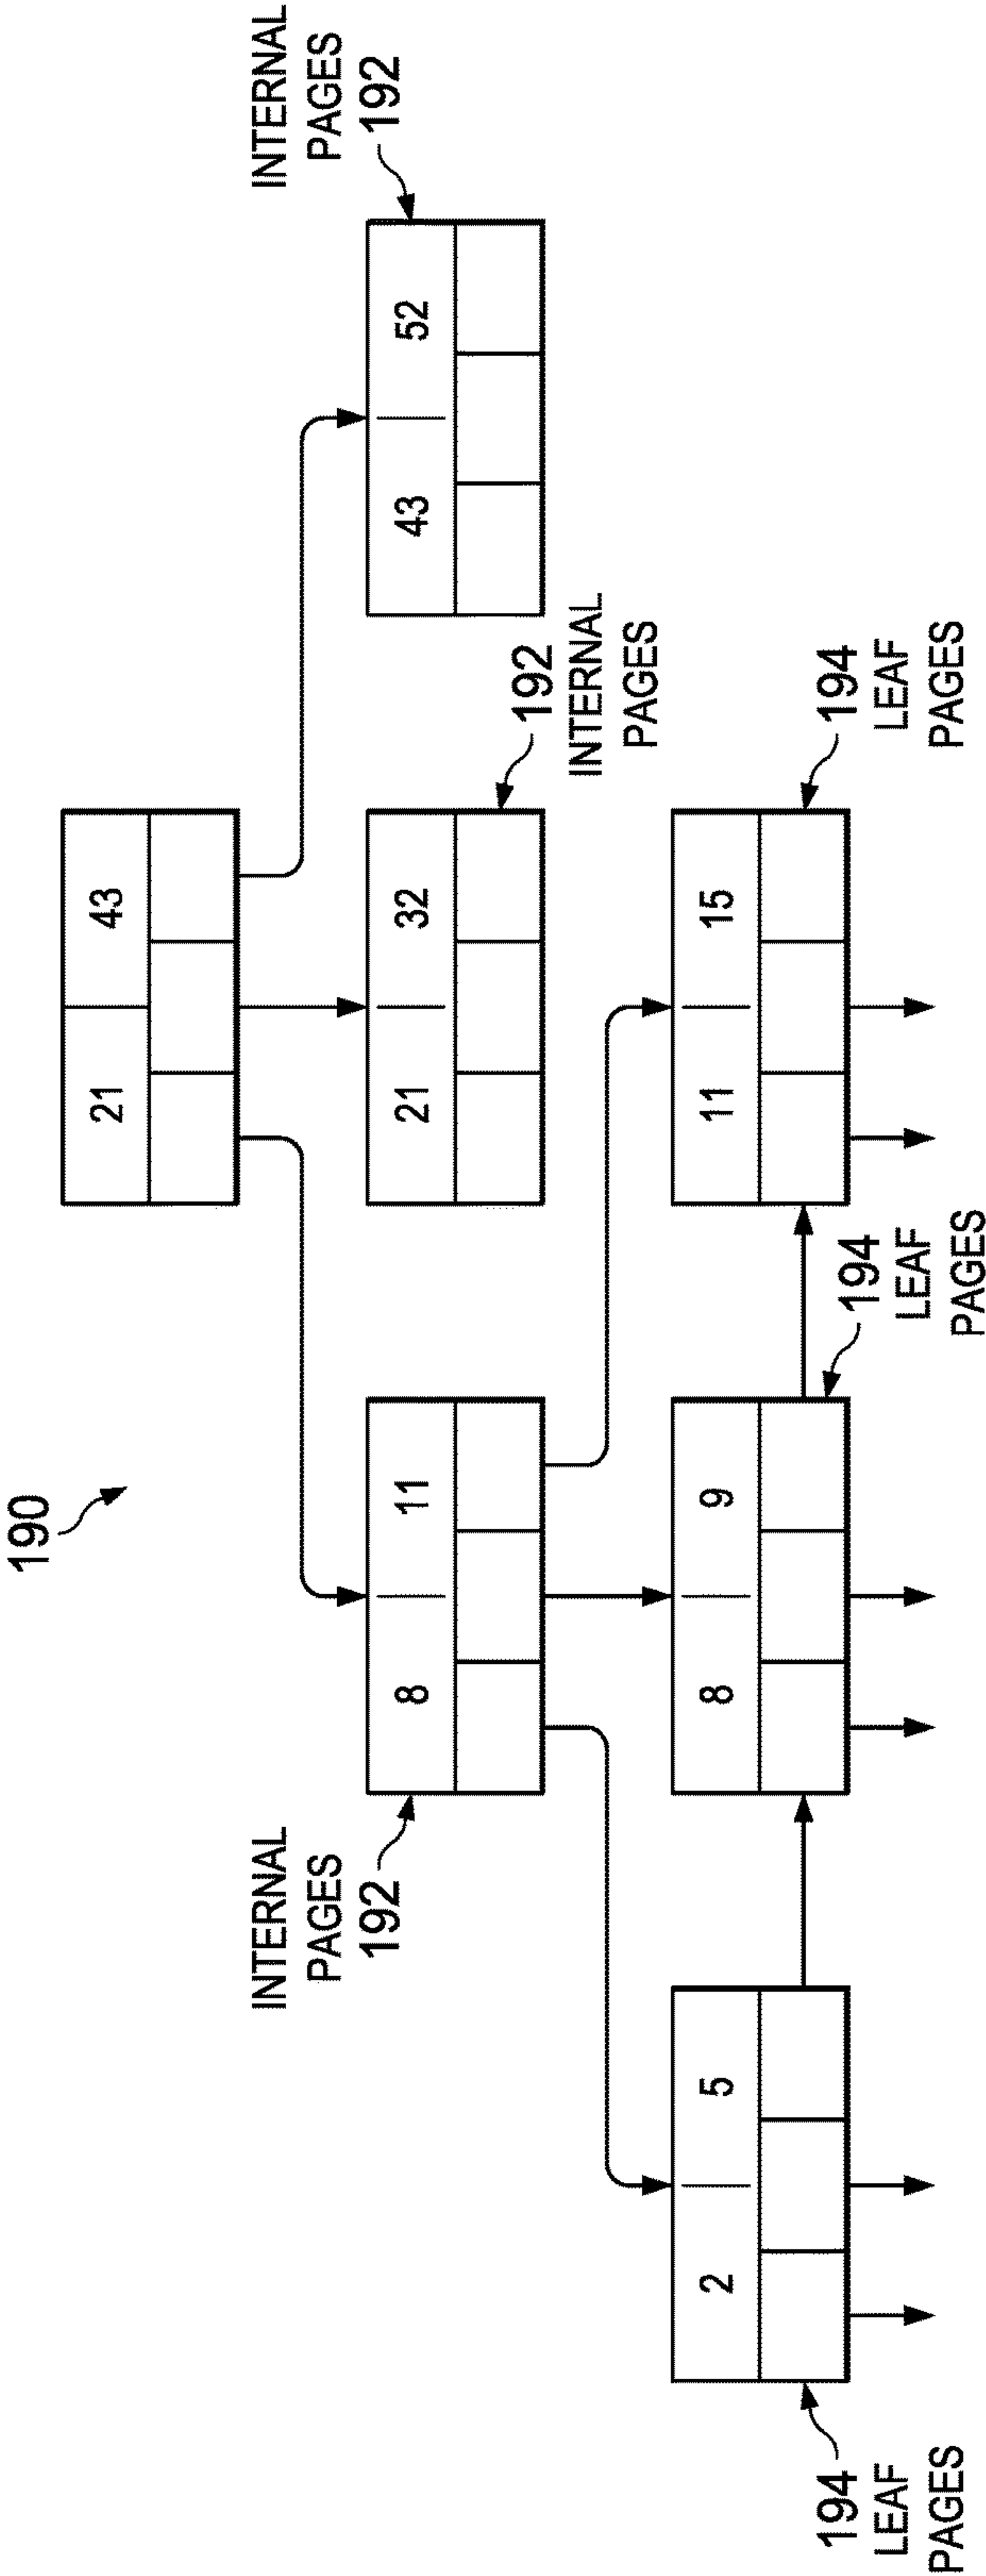 190
21 43
INTERNAL
PAGES
192
8 11
21 32
192
INTERNAL
PAGES
43 52
INTERNAL
PAGES
192
2 5
194
LEAF
PAGES
8 9
194
LEAF
PAGES
11 15
194
LEAF
PAGES